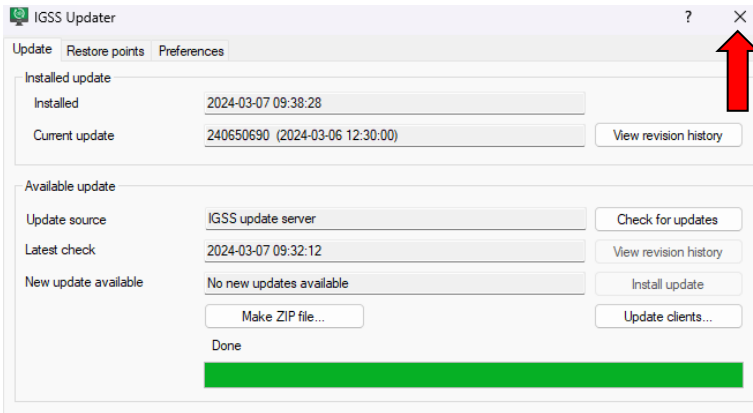 IGSS Updater ?
Update Restore points Preferences
Installed update
Installed 2024-03-07 09:38:28
Current update 240650690 (2024-03-06 12:30:00) View revision history
Available update
Update source IGSS update server Check for updates
Latest check 2024-03-07 09:32:12 View revision history
New update available No new updates available Install update
Make ZIP file... Update clients...
Done